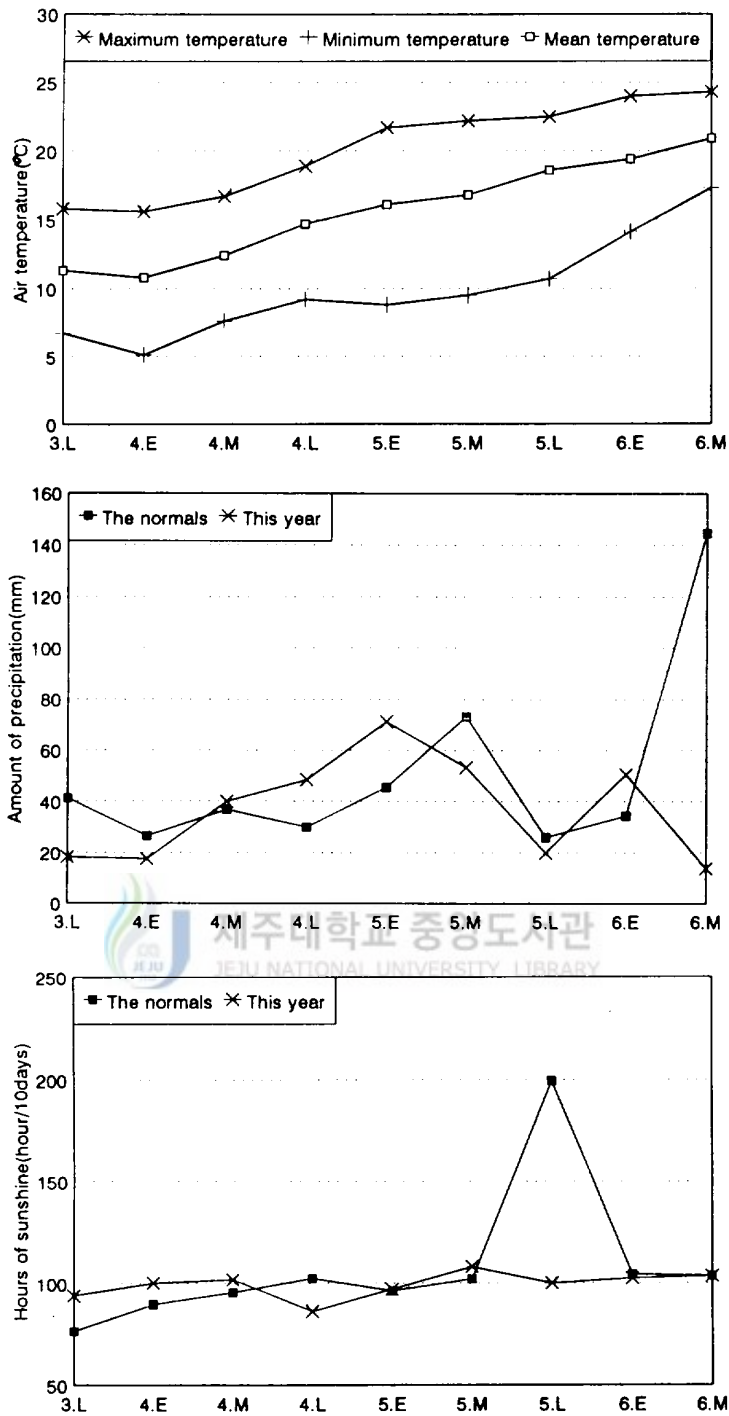 30
✕ Maximum temperature + Minimum temperature □ Mean temperature
25
20
15
10
5
0
Air temperature(℃)
3.L 4.E 4.M 4.L 5.E 5.M 5.L 6.E 6.M
160
■ The normals ✕ This year
140
120
100
80
60
40
20
0
Amount of precipitation(mm)
3.L 4.E 4.M 4.L 5.E 5.M 5.L 6.E 6.M
제주대학교 중앙도서관
JEJU
JEJU NATIONAL UNIVERSITY LIBRARY
250
■ The normals ✕ This year
200
150
100
50
Hours of sunshine(hour/10days)
3.L 4.E 4.M 4.L 5.E 5.M 5.L 6.E 6.M